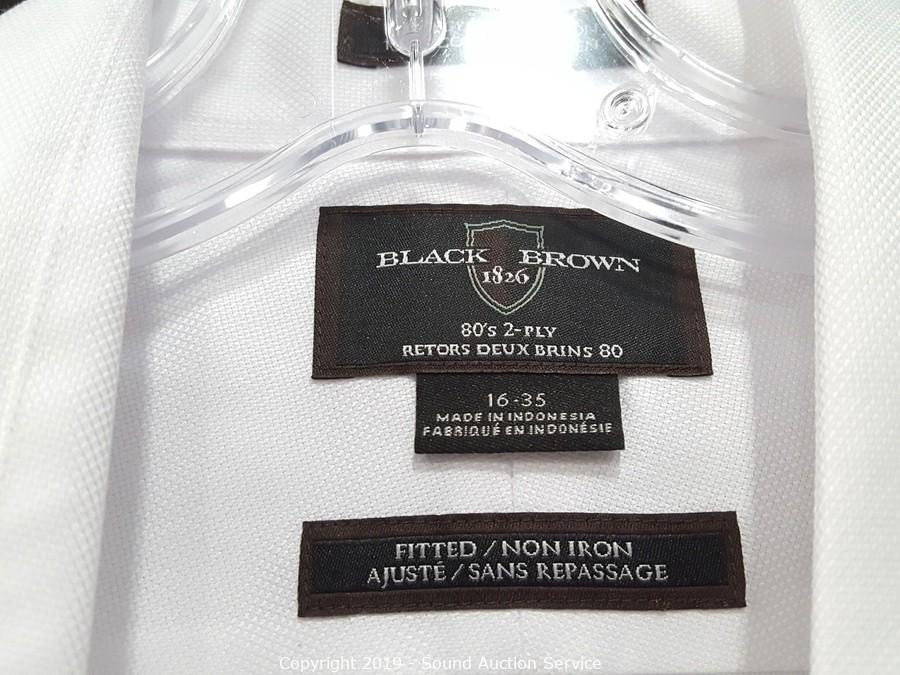 BLACK BROWN
1826
80's 2-PLY
RETORS DEUX BRINS 80
16-35
MADE IN INDONESIA
FABRIQUÉ EN INDONÉSIE
FITTED / NON IRON
AJUSTÉ / SANS REPASSAGE
Copyright 2019 - Sound Auction Service